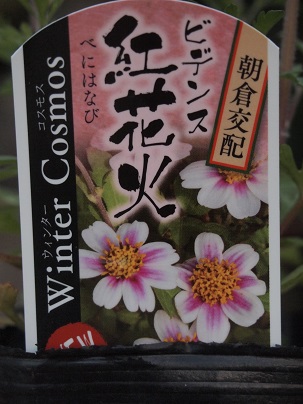 朝倉交配
ビデンス
紅花火
べにはなび
ウィンター コスモス
Winter Cosmos
NEW